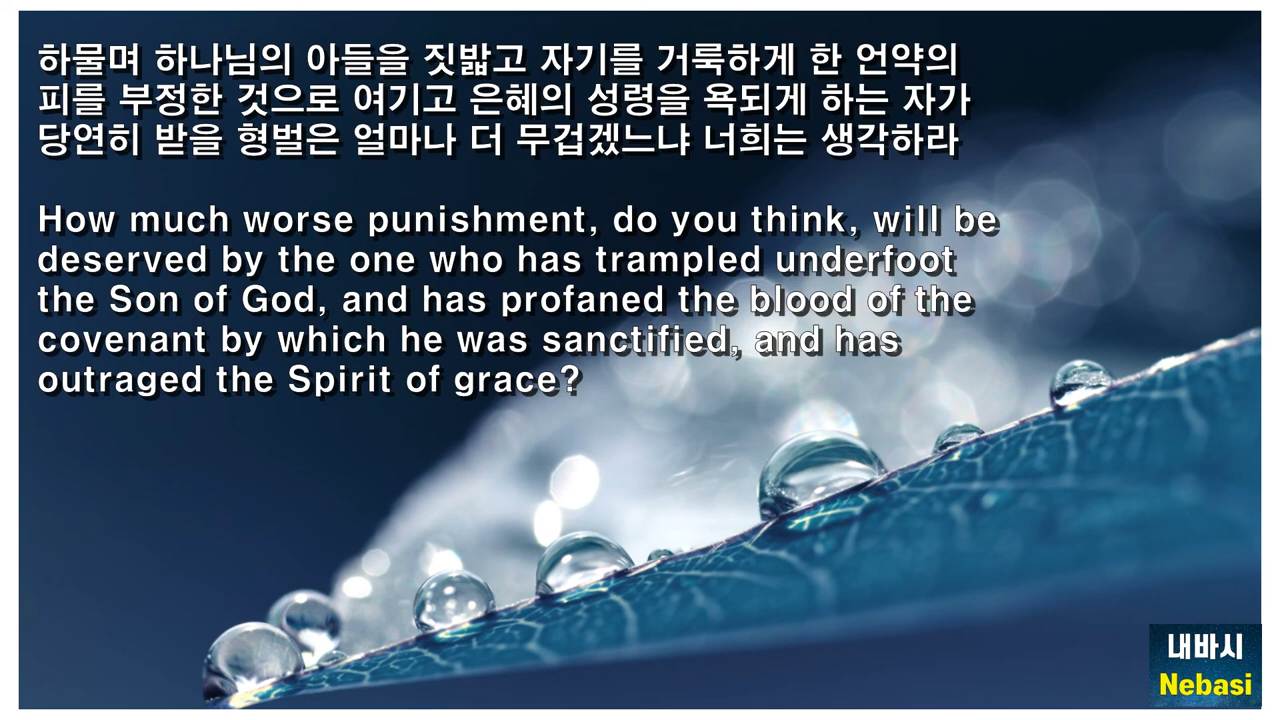 하물며 하나님의 아들을 짓밟고 자기를 거룩하게 한 언약의
피를 부정한 것으로 여기고 은혜의 성령을 욕되게 하는 자가
당연히 받을 형벌은 얼마나 더 무겁겠느냐 너희는 생각하라
How much worse punishment, do you think, will be
deserved by the one who has trampled underfoot
the Son of God, and has profaned the blood of the
covenant by which he was sanctified, and has
outraged the Spirit of grace?
내바시
Nebasi